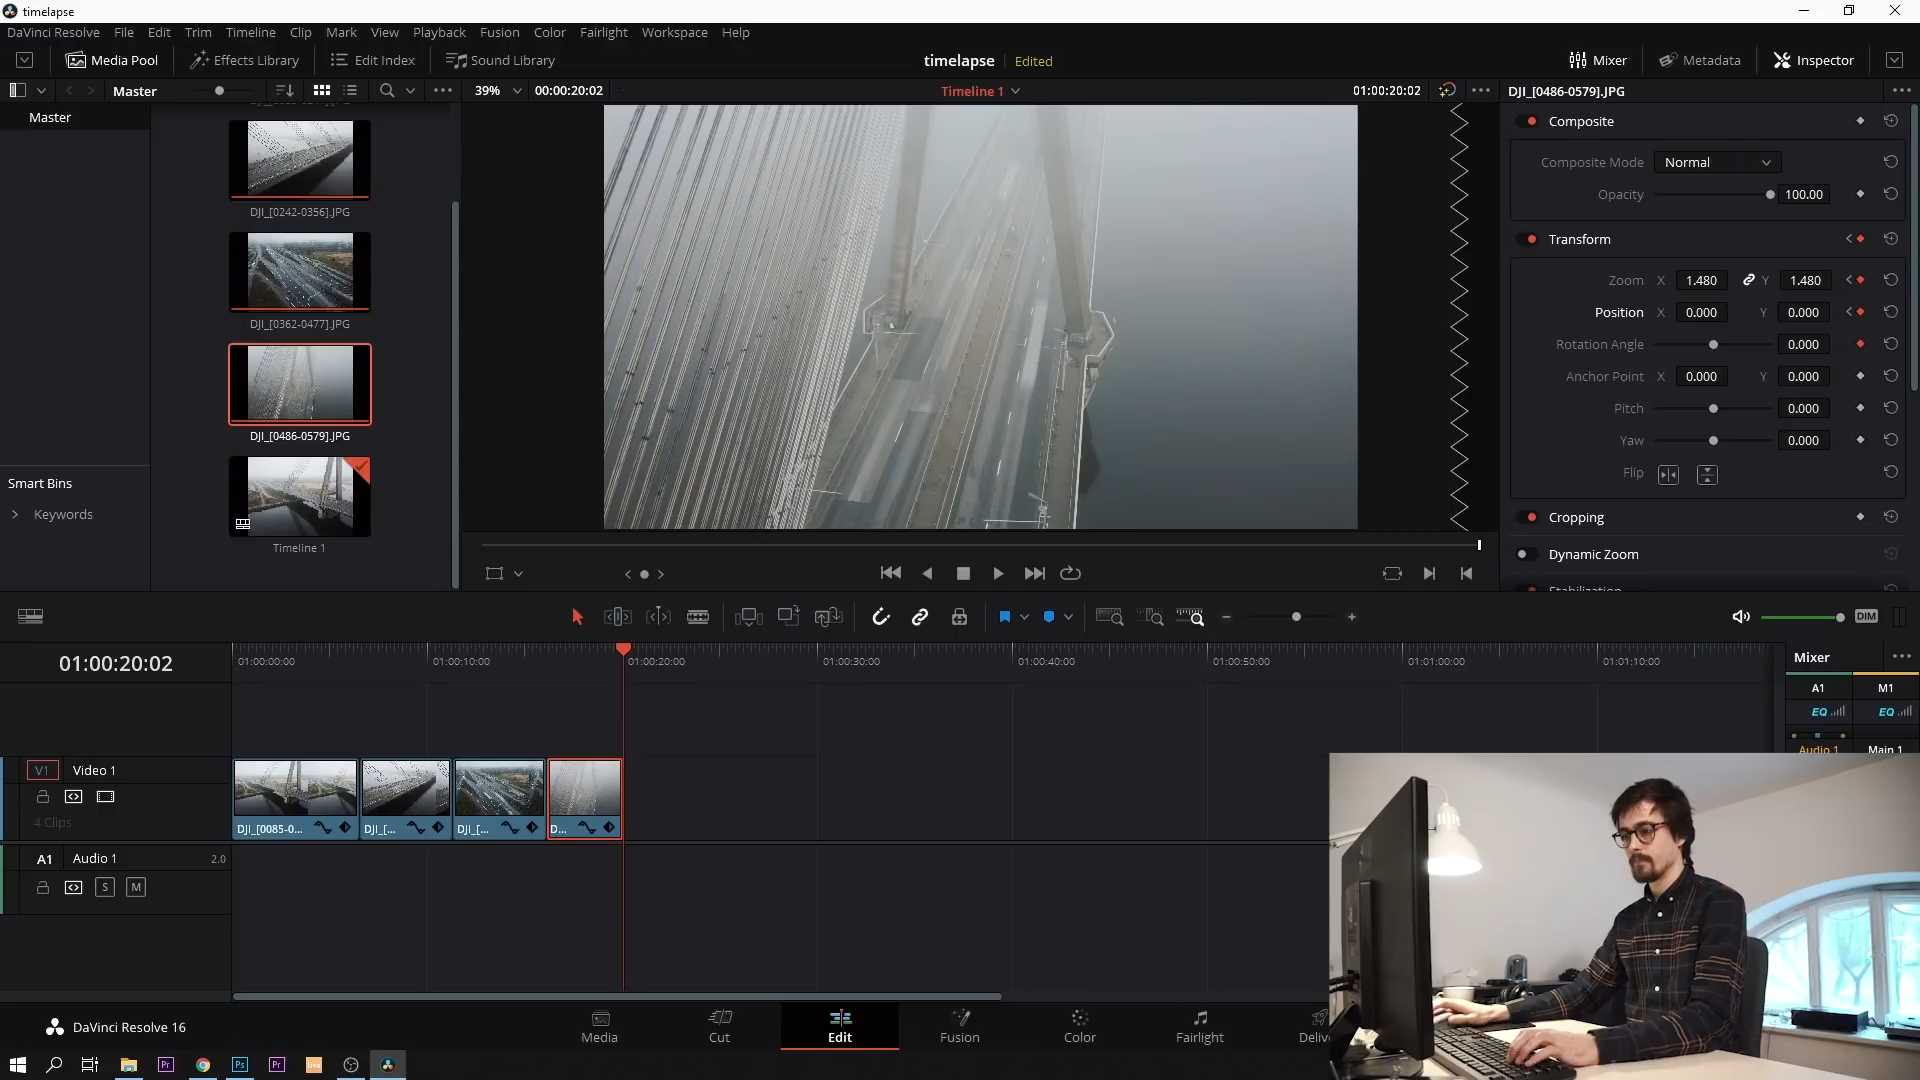 timelapse
DaVinci Resolve File Edit Trim Timeline Clip Mark View Playback Fusion Color Fairlight Workspace Help
Media Pool Effects Library Edit Index Sound Library timelapse Edited Mixer Metadata Inspector
Master 39% 00:00:20:02 Timeline 1 01:00:20:02 DJI_[0486-0579].JPG
Master
DJI_[0242-0356].JPG
DJI_[0362-0477].JPG
DJI_[0486-0579].JPG
Timeline 1
Smart Bins
Keywords
Composite
Composite Mode Normal
Opacity 100.00
Transform
Zoom X 1.480 Y 1.480
Position X 0.000 Y 0.000
Rotation Angle 0.000
Anchor Point X 0.000 Y 0.000
Pitch 0.000
Yaw 0.000
Flip
Cropping
Dynamic Zoom
Stabilization
DIM
01:00:20:02
01:00:00:00 01:00:10:00 01:00:20:00 01:00:30:00 01:00:40:00 01:00:50:00 01:01:00:00 01:01:10:00
Mixer
A1 M1
EQ EQ
Audio 1 Main 1
V1 Video 1
4 Clips
DJI_[0085-0... DJI_[... DJI_[... D...
A1 Audio 1 2.0
S M
DaVinci Resolve 16
Media Cut Edit Fusion Color Fairlight Deliv
Pr Ps Pr live